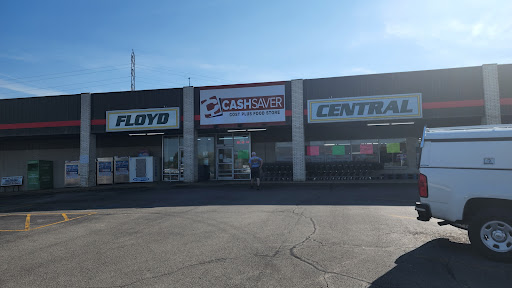 FLOYD
CASHSAVER
COST PLUS FOOD STORE
CENTRAL